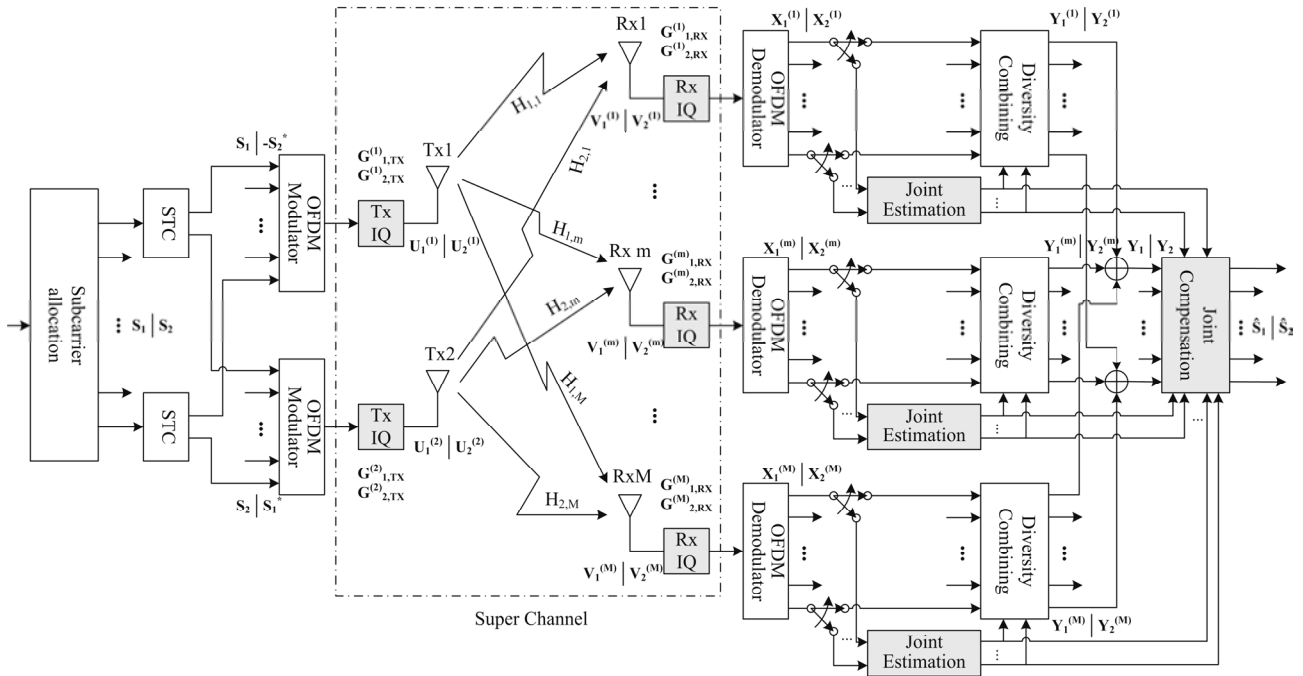 Subcarrier
allocation
S₁ | S₂
STC
STC
S₁ | -S₂*
OFDM
Modulator
OFDM
Modulator
S₂ | S₁*
G⁽¹⁾₁,TX
G⁽¹⁾₂,TX
Tx
IQ
Tx1
U₁⁽¹⁾ | U₂⁽¹⁾
Tx2
Tx
IQ
U₁⁽²⁾ | U₂⁽²⁾
G⁽²⁾₁,TX
G⁽²⁾₂,TX
H₁,₁
H₂,₁
H₁,m
H₂,m
H₁,M
H₂,M
Rx1
G⁽¹⁾₁,RX
G⁽¹⁾₂,RX
Rx
IQ
V₁⁽¹⁾ | V₂⁽¹⁾
Rx m
G⁽ᵐ⁾₁,RX
G⁽ᵐ⁾₂,RX
Rx
IQ
V₁⁽ᵐ⁾ | V₂⁽ᵐ⁾
RxM
G⁽ᴹ⁾₁,RX
G⁽ᴹ⁾₂,RX
Rx
IQ
V₁⁽ᴹ⁾ | V₂⁽ᴹ⁾
Super Channel
X₁⁽¹⁾ | X₂⁽¹⁾
OFDM
Demodulator
Joint
Estimation
Diversity
Combining
Y₁⁽¹⁾ | Y₂⁽¹⁾
X₁⁽ᵐ⁾ | X₂⁽ᵐ⁾
OFDM
Demodulator
Joint
Estimation
Diversity
Combining
Y₁⁽ᵐ⁾ | Y₂⁽ᵐ⁾
Y₁ | Y₂
X₁⁽ᴹ⁾ | X₂⁽ᴹ⁾
OFDM
Demodulator
Joint
Estimation
Diversity
Combining
Y₁⁽ᴹ⁾ | Y₂⁽ᴹ⁾
Joint
Compensation
Ŝ₁ | Ŝ₂